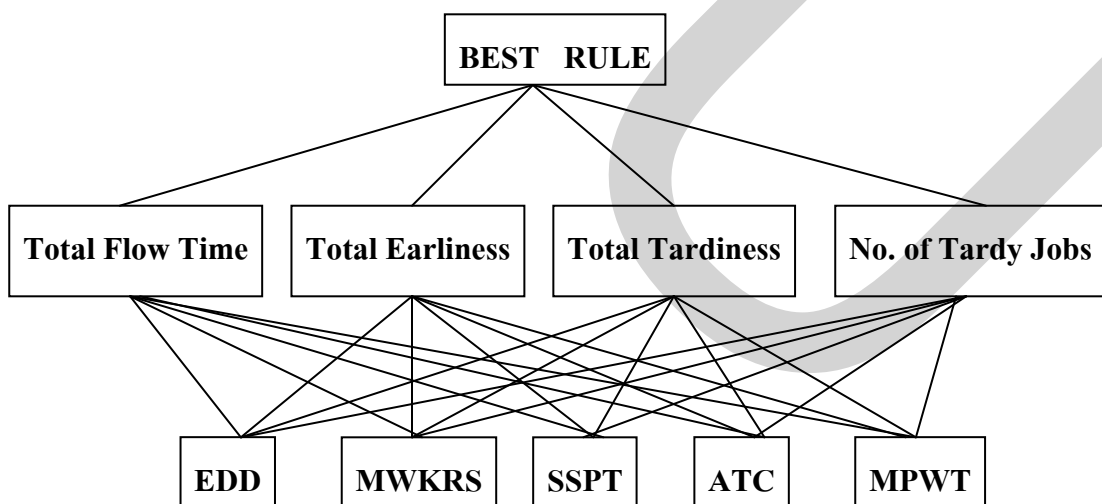 BEST RULE
Total Flow Time
Total Earliness
Total Tardiness
No. of Tardy Jobs
EDD
MWKRS
SSPT
ATC
MPWT